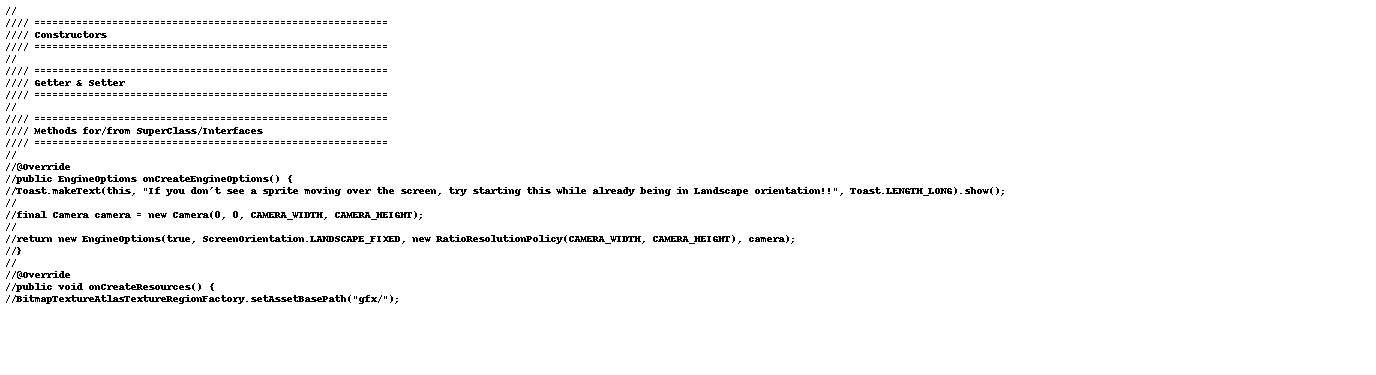 //
//// ===========================================================
//// Constructors
//// ===========================================================
//
//// ===========================================================
//// Getter & Setter
//// ===========================================================
//
//// ===========================================================
//// Methods for/from SuperClass/Interfaces
//// ===========================================================
//
//@Override
//public EngineOptions onCreateEngineOptions() {
//Toast.makeText(this, "If you don't see a sprite moving over the screen, try starting this while already being in Landscape orientation!!", Toast.LENGTH_LONG).show();
//
//final Camera camera = new Camera(0, 0, CAMERA_WIDTH, CAMERA_HEIGHT);
//
//return new EngineOptions(true, ScreenOrientation.LANDSCAPE_FIXED, new RatioResolutionPolicy(CAMERA_WIDTH, CAMERA_HEIGHT), camera);
//}
//
//@Override
//public void onCreateResources() {
//BitmapTextureAtlasTextureRegionFactory.setAssetBasePath("gfx/");